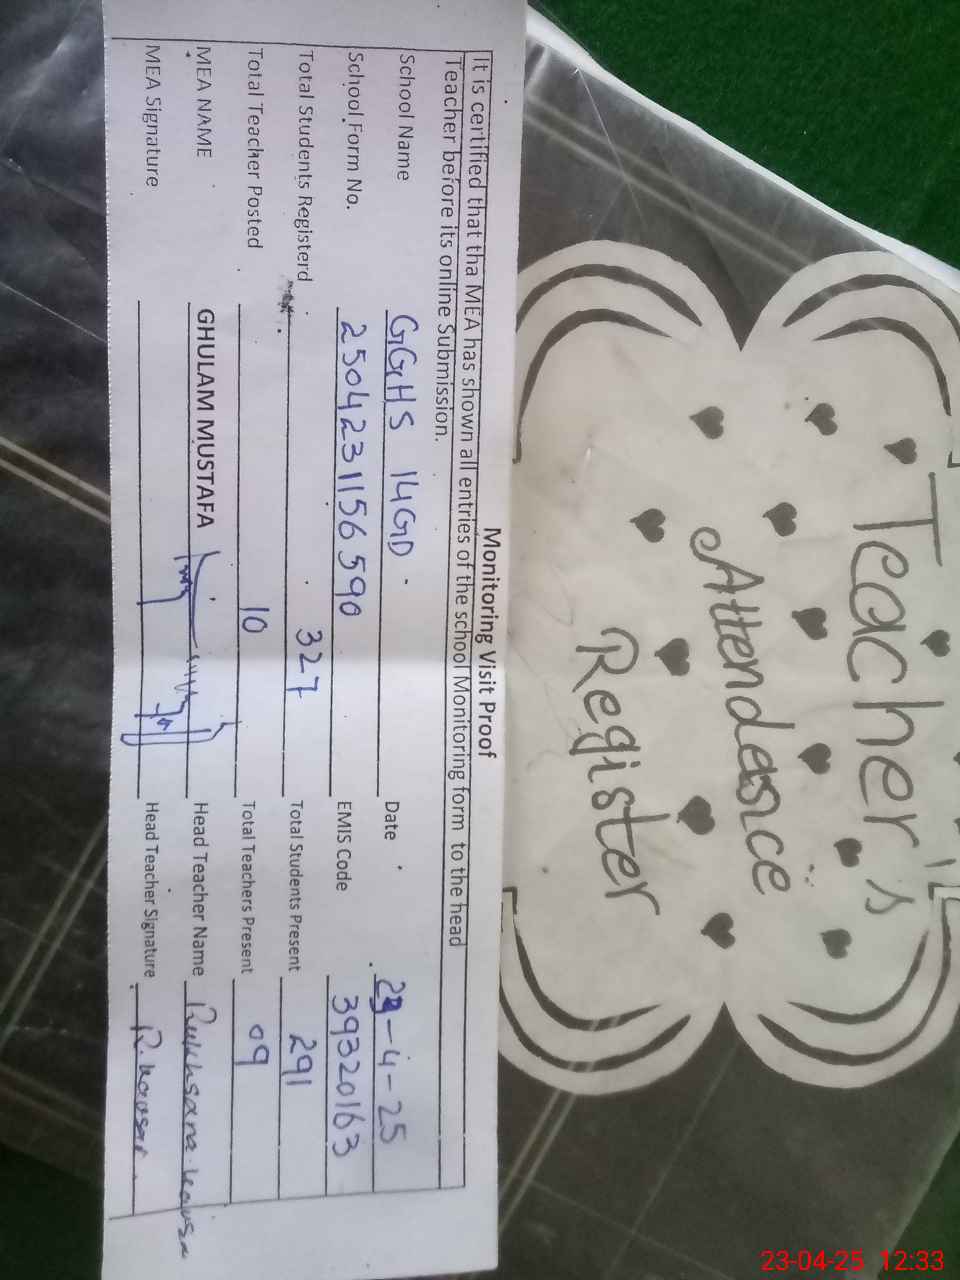 Monitoring Visit Proof
It is certified that tha MEA has shown all entries of the school Monitoring form to the head
Teacher before its online Submission.
School Name GGHS 14GD Date 23-4-25
School Form No. 2504231156590 EMIS Code 39320163
Total Students Registerd 327 Total Students Present 291
Total Teacher Posted 10 Total Teachers Present 09
MEA NAME GHULAM MUSTAFA Head Teacher Name Rukhsana Kausar
MEA Signature Head Teacher Signature R. Kausar
Teacher's
Attendance
Register
23-04-25 12:33